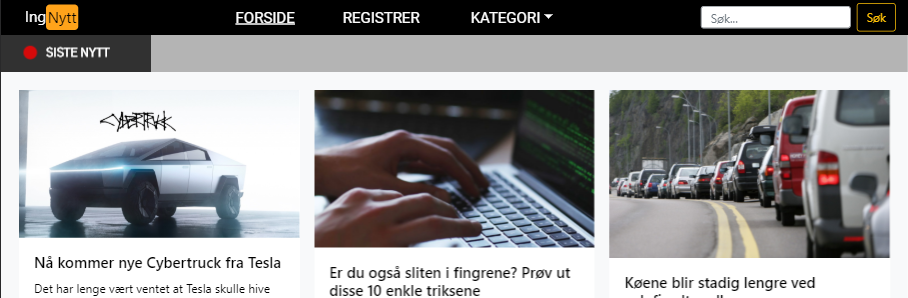 IngNytt FORSIDE REGISTRER KATEGORI Søk... Søk
SISTE NYTT
CYBERTRUCK
Nå kommer nye Cybertruck fra Tesla
Det har lenge vært ventet at Tesla skulle hive
Er du også sliten i fingrene? Prøv ut
disse 10 enkle triksene
Køene blir stadig lengre ved